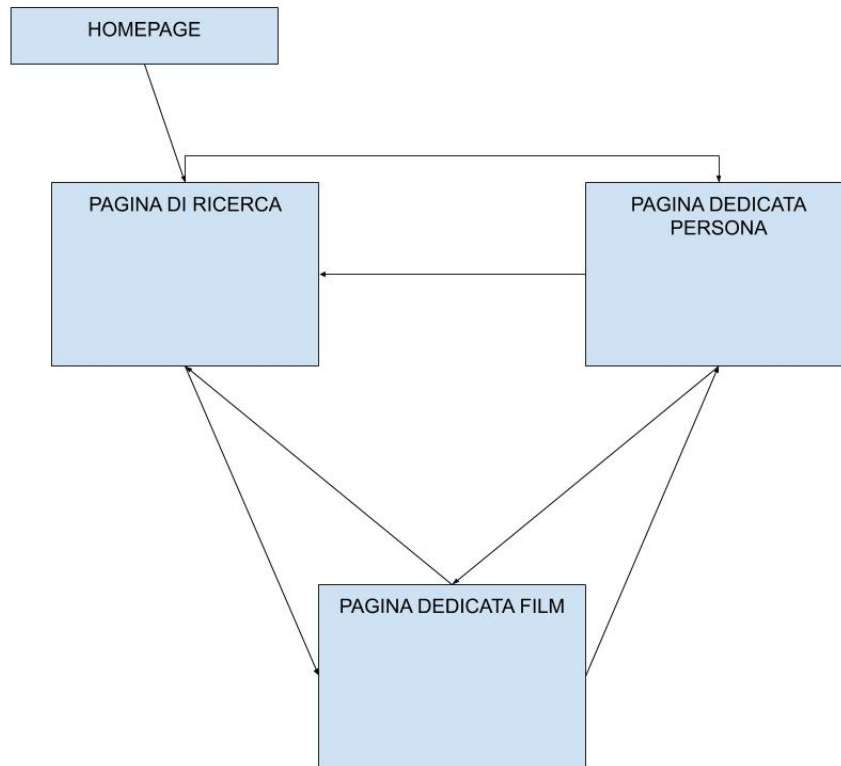 HOMEPAGE
PAGINA DI RICERCA
PAGINA DEDICATA
PERSONA
PAGINA DEDICATA FILM